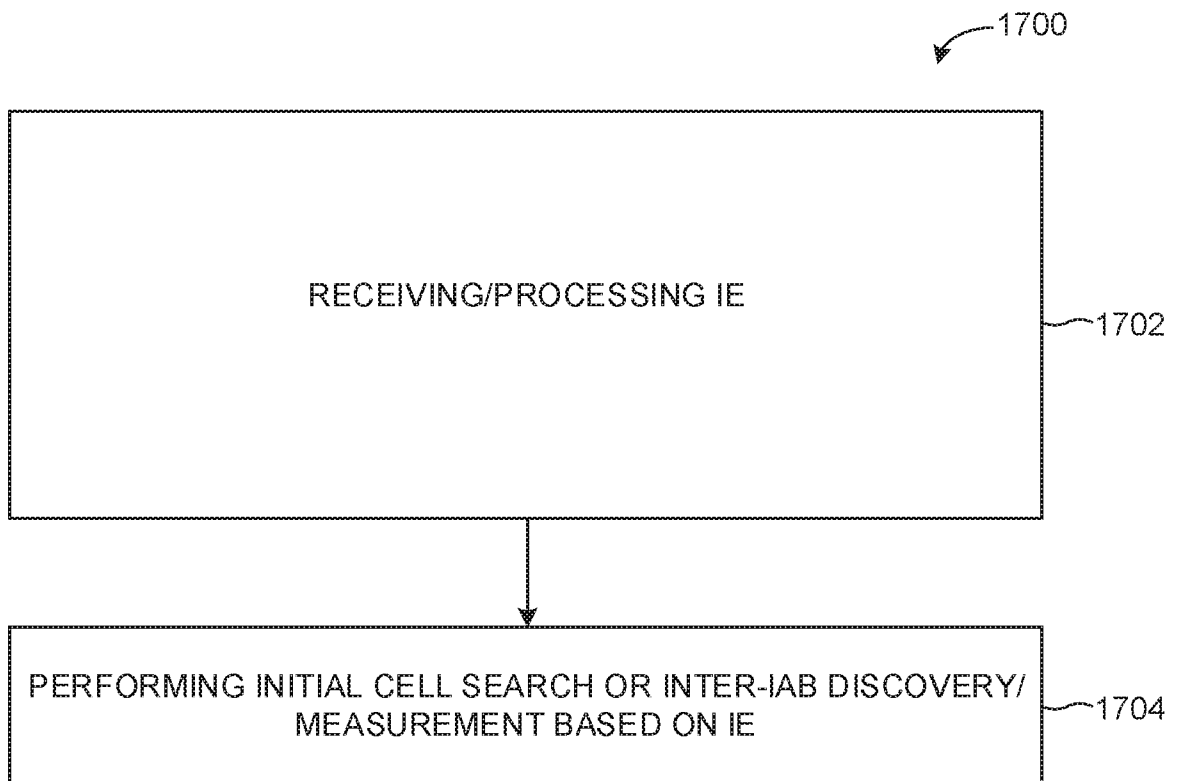 1700
RECEIVING/PROCESSING IE
1702
PERFORMING INITIAL CELL SEARCH OR INTER-IAB DISCOVERY/
MEASUREMENT BASED ON IE
1704